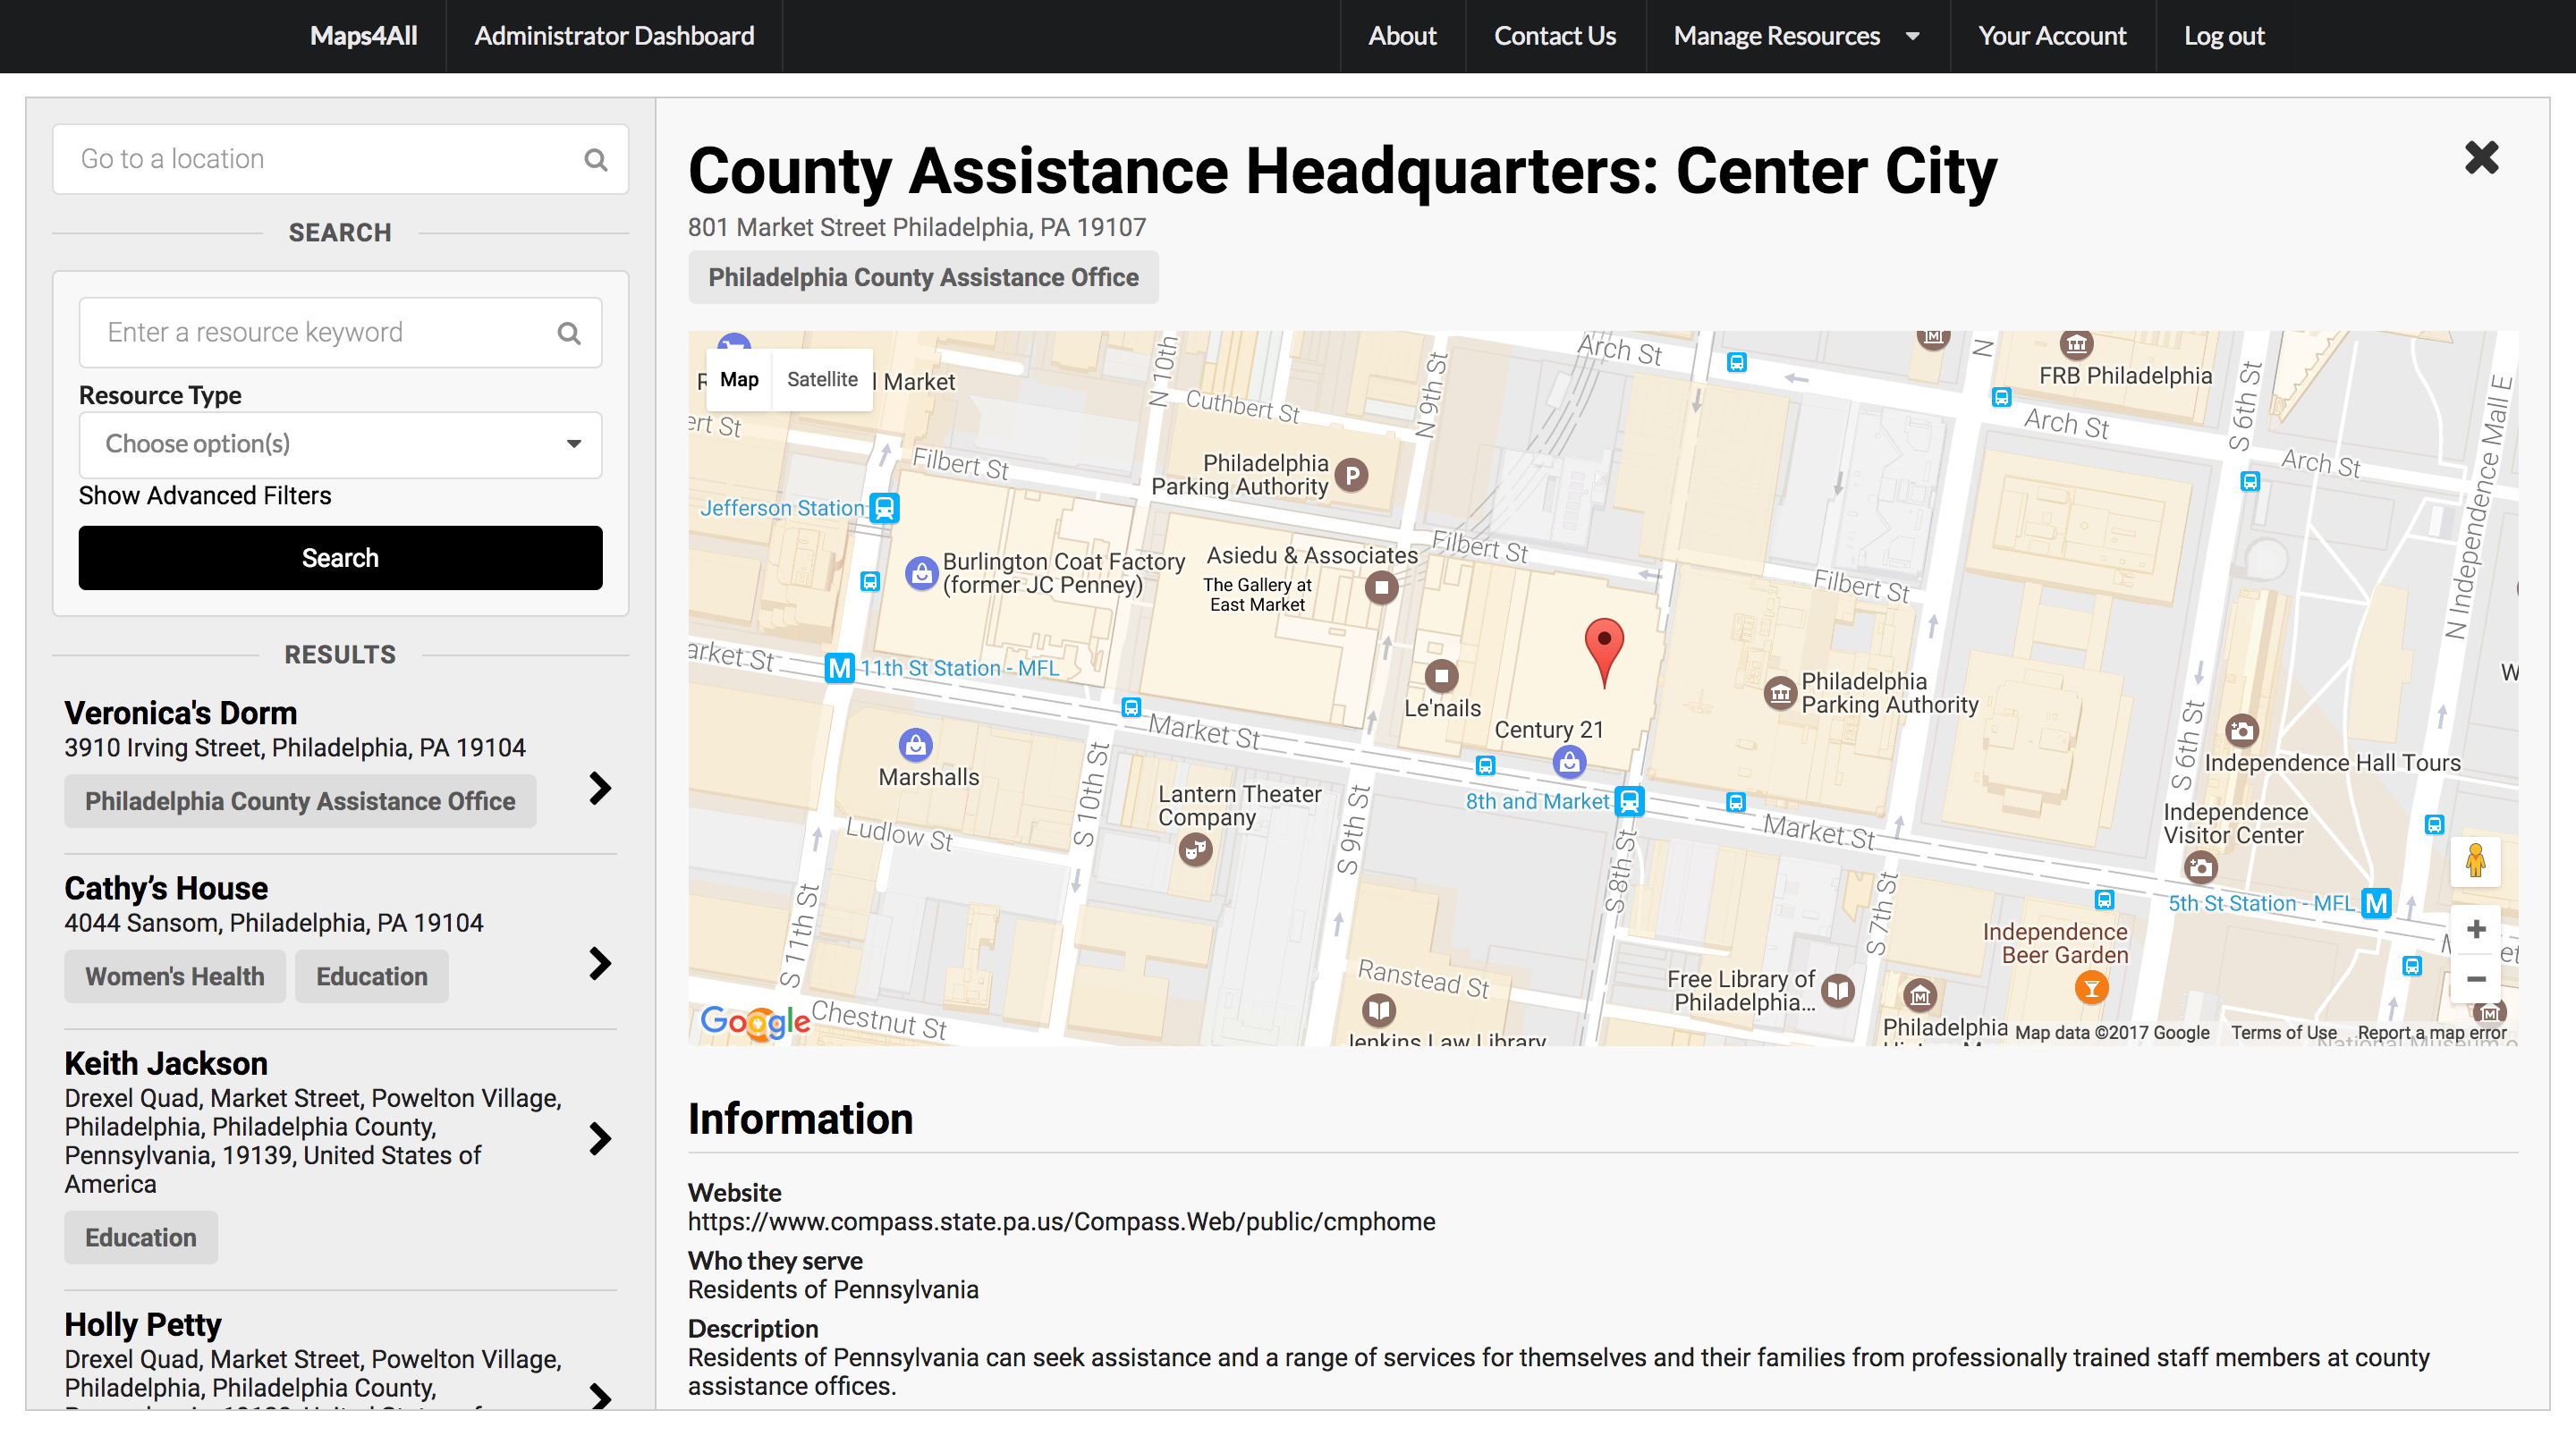 Maps4All
Administrator Dashboard
About
Contact Us
Manage Resources
Your Account
Log out
Go to a location
SEARCH
Enter a resource keyword
Resource Type
Choose option(s)
Show Advanced Filters
Search
RESULTS
Veronica's Dorm
3910 Irving Street, Philadelphia, PA 19104
Philadelphia County Assistance Office
Cathy’s House
4044 Sansom, Philadelphia, PA 19104
Women's Health
Education
Keith Jackson
Drexel Quad, Market Street, Powelton Village,
Philadelphia, Philadelphia County,
Pennsylvania, 19139, United States of
America
Education
Holly Petty
Drexel Quad, Market Street, Powelton Village,
Philadelphia, Philadelphia County,
County Assistance Headquarters: Center City
801 Market Street Philadelphia, PA 19107
Philadelphia County Assistance Office
Map
Satellite
Market
N 10th
Cuthbert St
N 9th St
Arch St
N
FRB Philadelphia
S 6th St
Arch St
Arch St
N Independence Mall E
ert St
Filbert St
Philadelphia
Parking Authority
P
Jefferson Station
Burlington Coat Factory
(former JC Penney)
Asiedu & Associates
The Gallery at
East Market
Filbert St
Filbert St
arket St
M
11th St Station - MFL
Le'nails
Century 21
Philadelphia
Parking Authority
W
Market St
Marshalls
S 10th St
Lantern Theater
Company
8th and Market
Market St
S 6th St
Independence Hall Tours
Independence
Visitor Center
Ludlow St
S 9th St
S 8th St
S 7th St
S 11th St
5th St Station - MFL
M
Independence
Beer Garden
Ranstead St
Free Library of
Philadelphia...
Chestnut St
Jenkins Law Library
Philadelphia
Google
Map data ©2017 Google
Terms of Use
Report a map error
Information
Website
https://www.compass.state.pa.us/Compass.Web/public/cmphome
Who they serve
Residents of Pennsylvania
Description
Residents of Pennsylvania can seek assistance and a range of services for themselves and their families from professionally trained staff members at county
assistance offices.